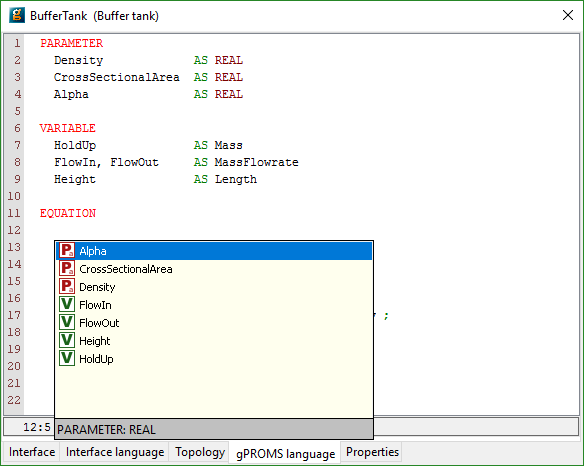 BufferTank (Buffer tank)
1 PARAMETER
2 Density AS REAL
3 CrossSectionalArea AS REAL
4 Alpha AS REAL
5
6 VARIABLE
7 HoldUp AS Mass
8 FlowIn, FlowOut AS MassFlowrate
9 Height AS Length
10
11 EQUATION
12
13
14
15
16
17 ;
18
19
20
21
22
Alpha
CrossSectionalArea
Density
FlowIn
FlowOut
Height
HoldUp
PARAMETER: REAL
12:5
Interface Interface language Topology gPROMS language Properties